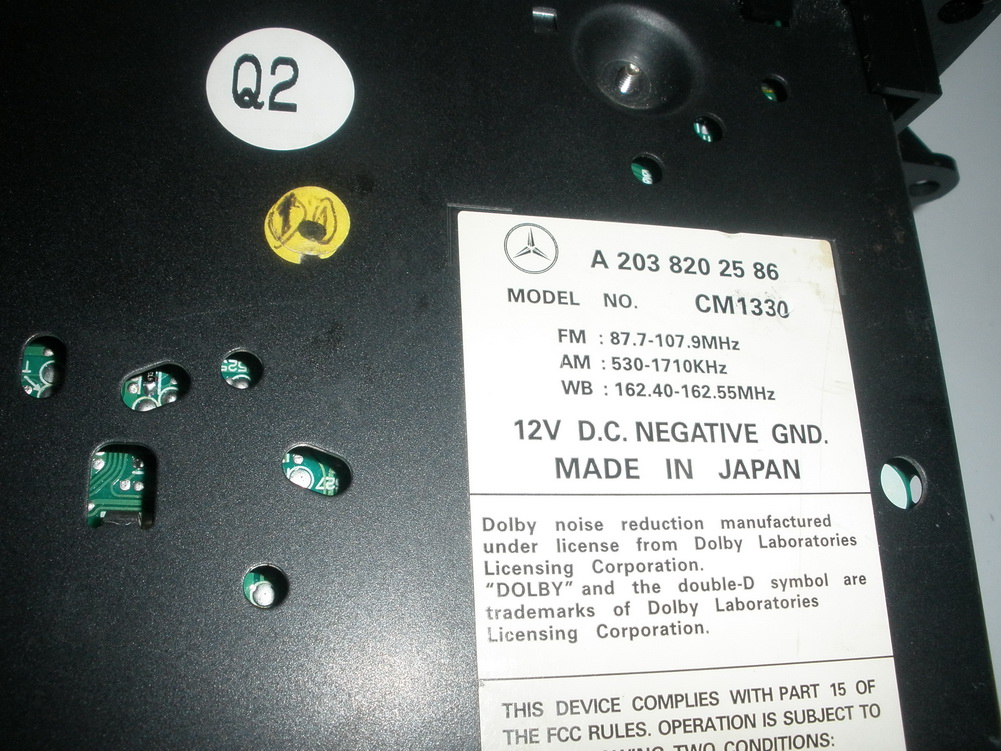 Q2
A 203 820 25 86
MODEL NO. CM1330
FM : 87.7-107.9MHz
AM : 530-1710KHz
WB : 162.40-162.55MHz
12V D.C. NEGATIVE GND.
MADE IN JAPAN
Dolby noise reduction manufactured
under license from Dolby Laboratories
Licensing Corporation.
"DOLBY" and the double-D symbol are
trademarks of Dolby Laboratories
Licensing Corporation.
THIS DEVICE COMPLIES WITH PART 15 OF
THE FCC RULES. OPERATION IS SUBJECT TO
TWO CONDITIONS: